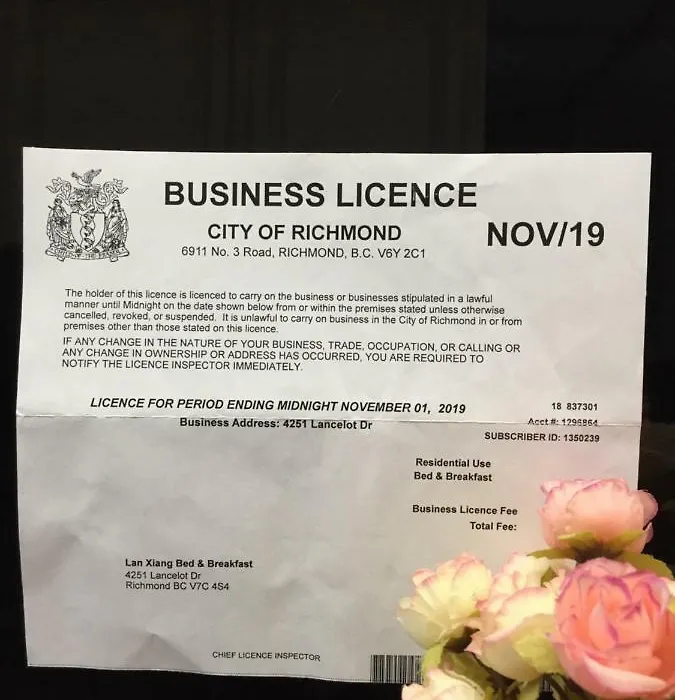 BUSINESS LICENCE
CITY OF RICHMOND
NOV/19
6911 No. 3 Road, RICHMOND, B.C. V6Y 2C1
The holder of this licence is licenced to carry on the business or businesses stipulated in a lawful
manner until Midnight on the date shown below from or within the premises stated unless otherwise
cancelled, revoked, or suspended. It is unlawful to carry on business in the City of Richmond in or from
premises other than those stated on this licence.
IF ANY CHANGE IN THE NATURE OF YOUR BUSINESS, TRADE, OCCUPATION, OR CALLING OR
ANY CHANGE IN OWNERSHIP OR ADDRESS HAS OCCURRED, YOU ARE REQUIRED TO
NOTIFY THE LICENCE INSPECTOR IMMEDIATELY.
LICENCE FOR PERIOD ENDING MIDNIGHT NOVEMBER 01, 2019
18 837301
Business Address: 4251 Lancelot Dr
Acct #: 1296864
SUBSCRIBER ID: 1350239
Residential Use
Bed & Breakfast
Business Licence Fee
Total Fee:
Lan Xiang Bed & Breakfast
4251 Lancelot Dr
Richmond BC V7C 4S4
CHIEF LICENCE INSPECTOR